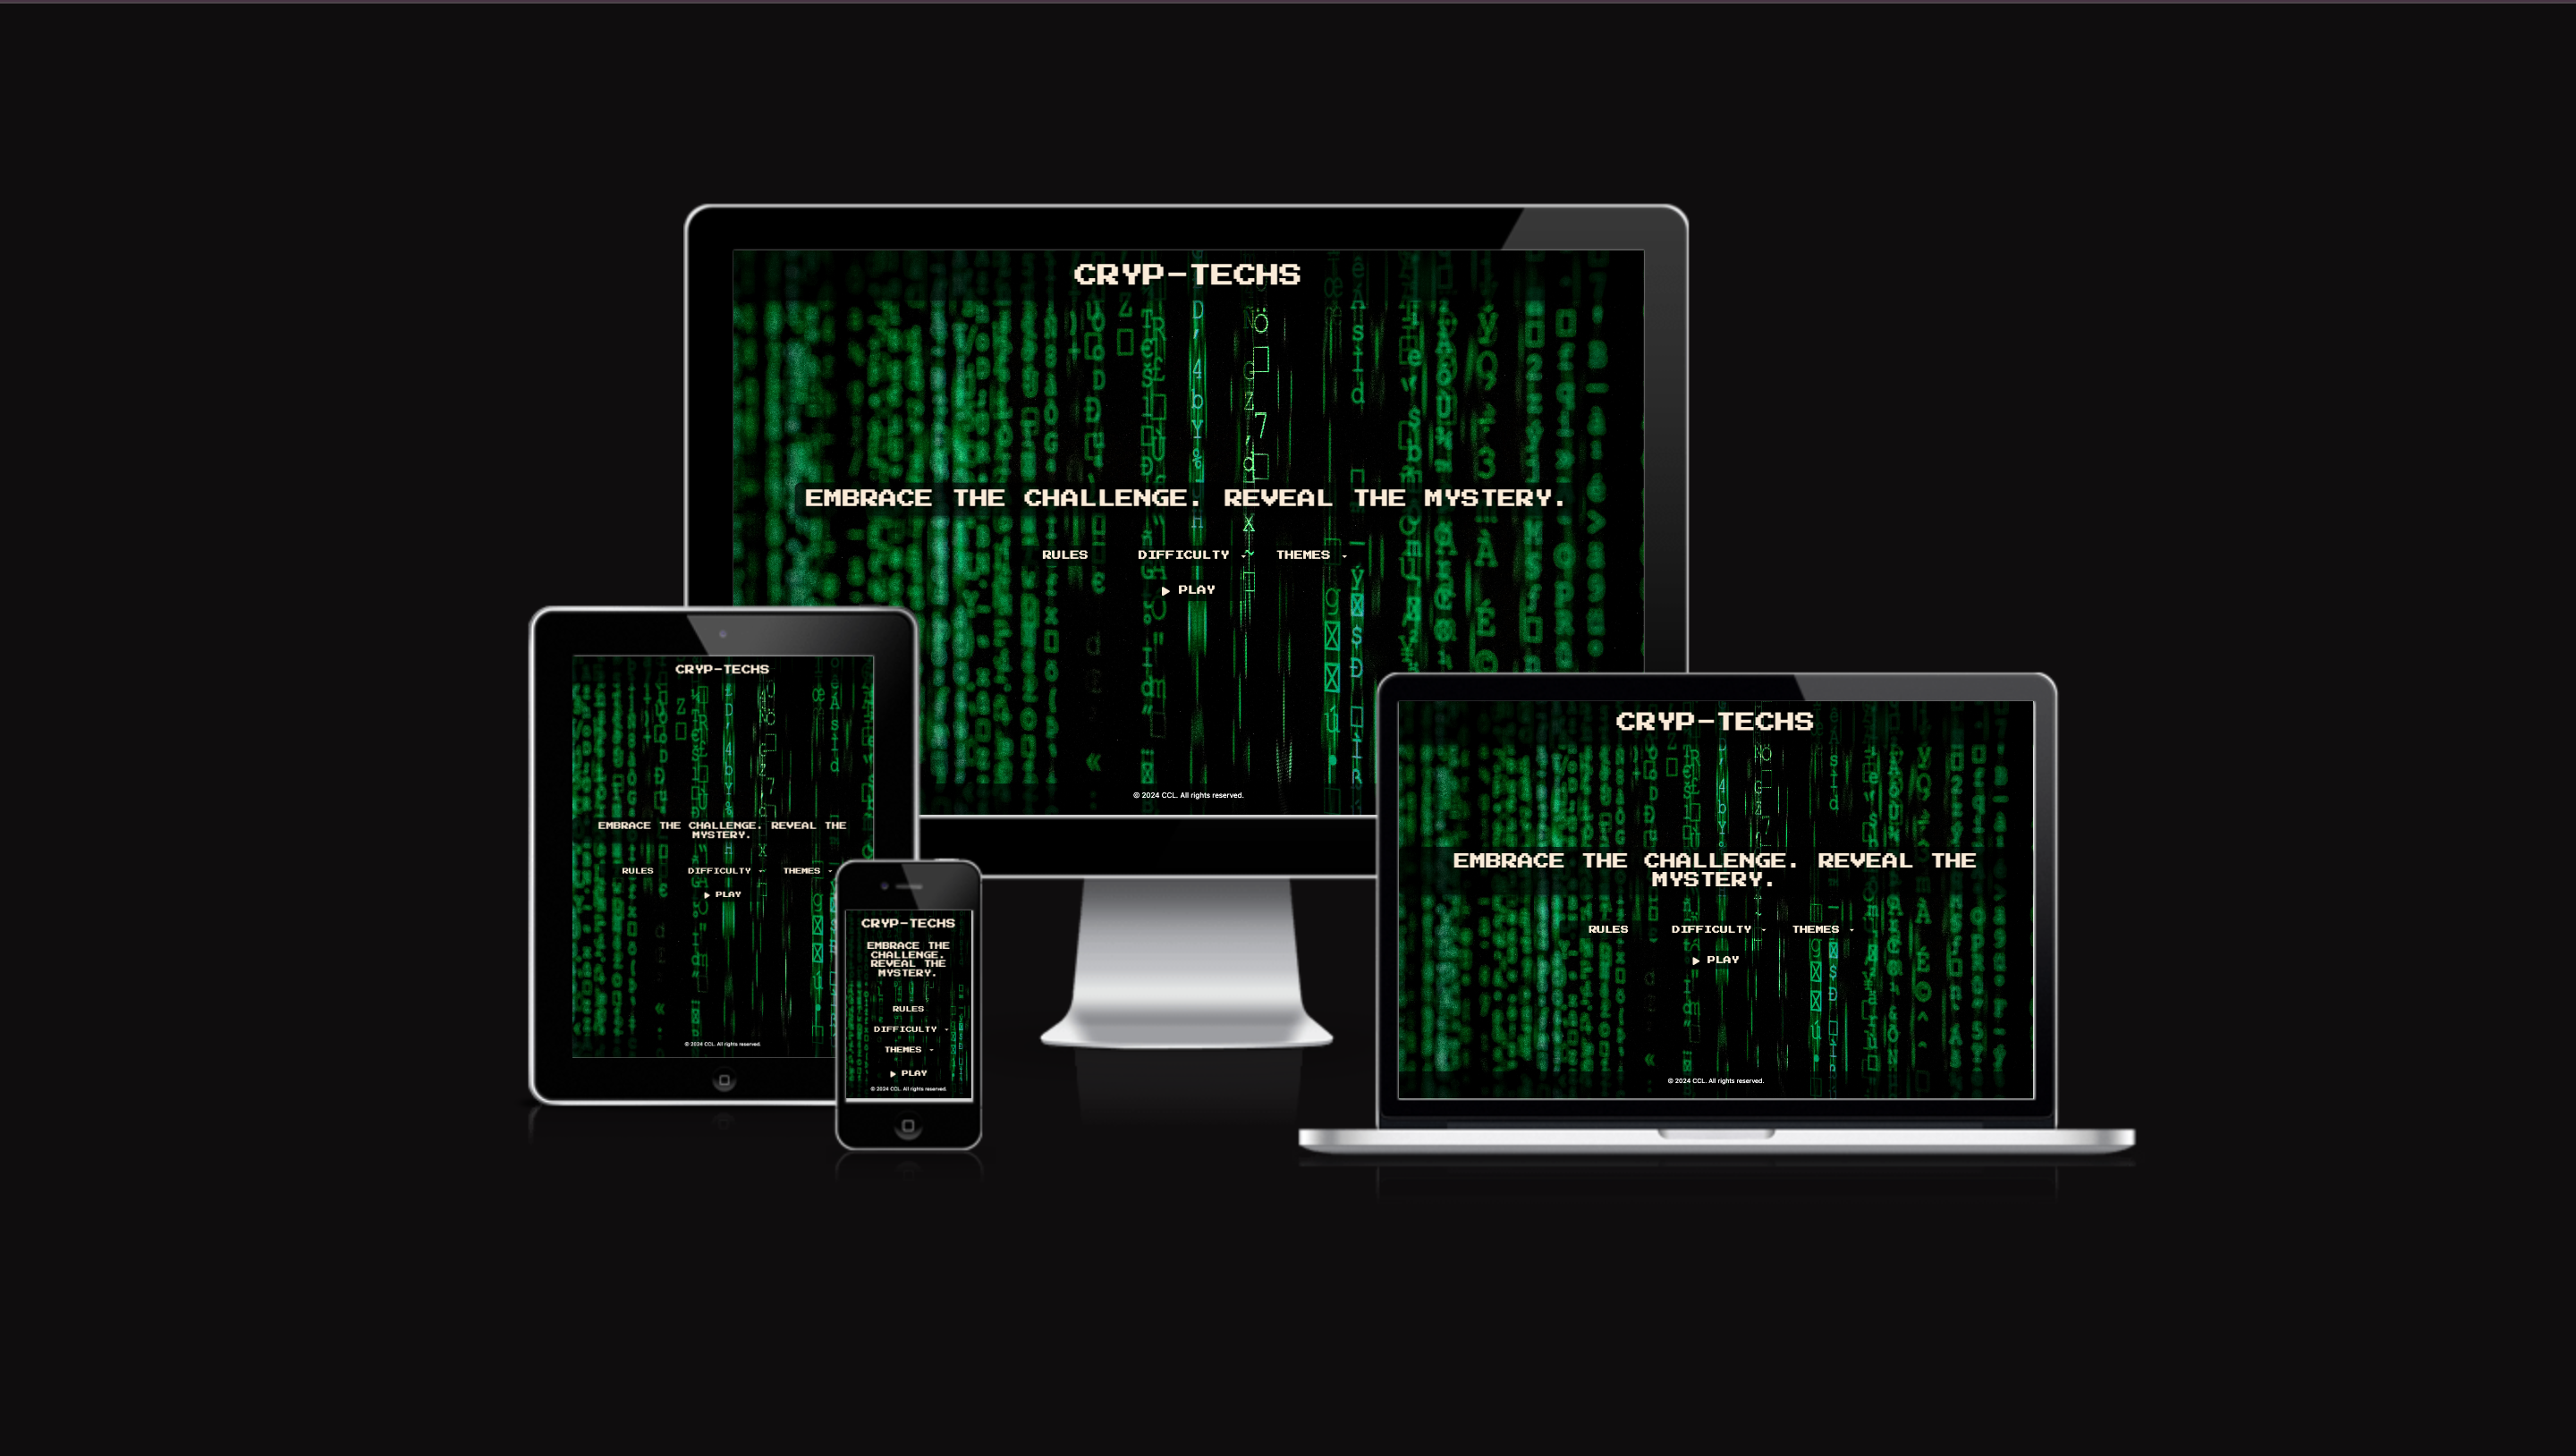 CRYP-TECHS
EMBRACE THE CHALLENGE. REVEAL THE MYSTERY.
RULES DIFFICULTY THEMES
PLAY
© 2024 CCL. All rights reserved.
CRYP-TECHS
EMBRACE THE CHALLENGE. REVEAL THE
MYSTERY.
RULES DIFFICULTY THEMES
PLAY
© 2024 CCL. All rights reserved.
CRYP-TECHS
EMBRACE THE
CHALLENGE.
REVEAL THE
MYSTERY.
RULES
DIFFICULTY
THEMES
PLAY
© 2024 CCL. All rights reserved.
CRYP-TECHS
EMBRACE THE CHALLENGE. REVEAL THE
MYSTERY.
RULES DIFFICULTY THEMES
PLAY
© 2024 CCL. All rights reserved.